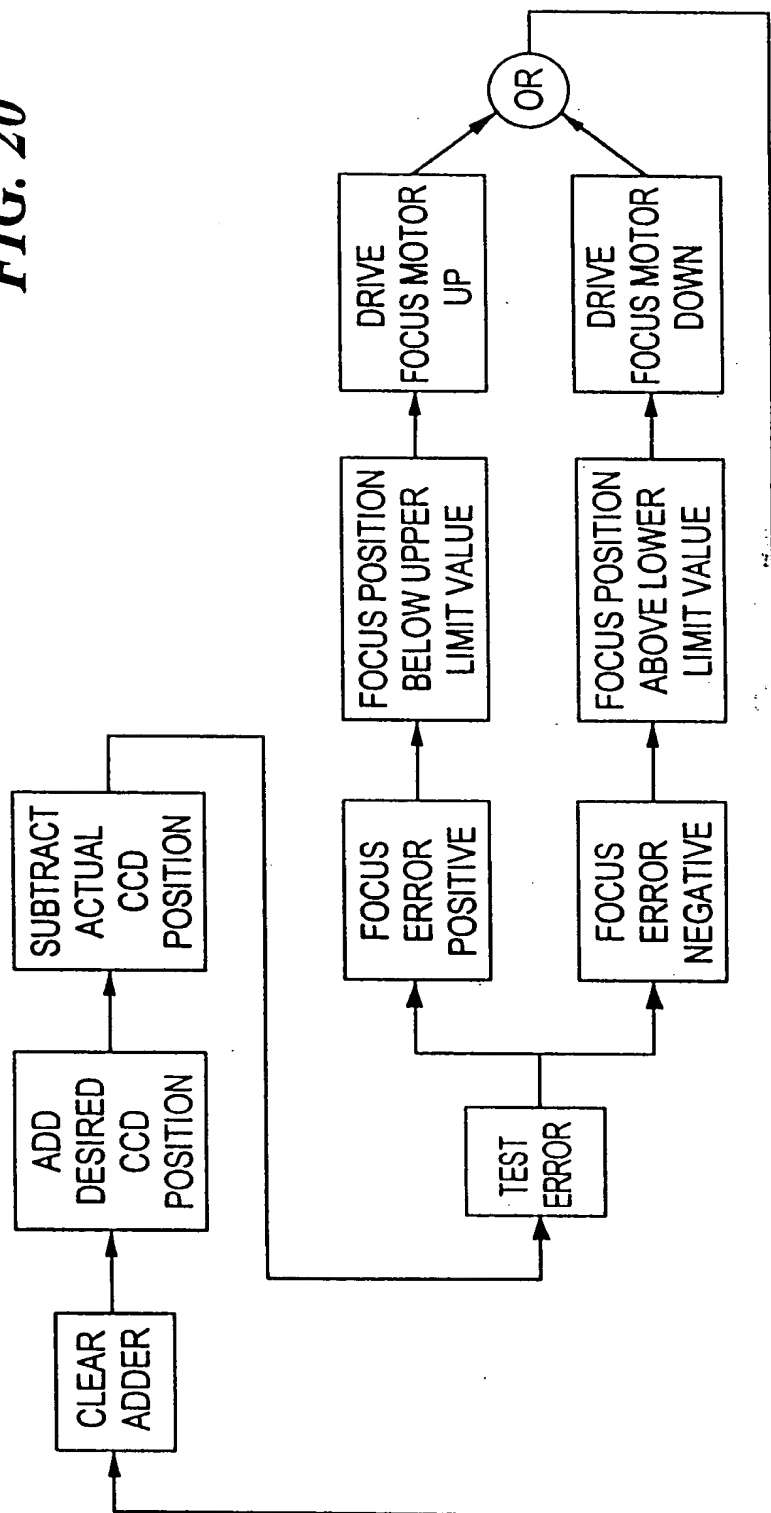 FIG. 20
CLEAR
ADDER
ADD
DESIRED
CCD
POSITION
SUBTRACT
ACTUAL
CCD
POSITION
TEST
ERROR
FOCUS
ERROR
POSITIVE
FOCUS POSITION
BELOW UPPER
LIMIT VALUE
DRIVE
FOCUS MOTOR
UP
FOCUS
ERROR
NEGATIVE
FOCUS POSITION
ABOVE LOWER
LIMIT VALUE
DRIVE
FOCUS MOTOR
DOWN
OR